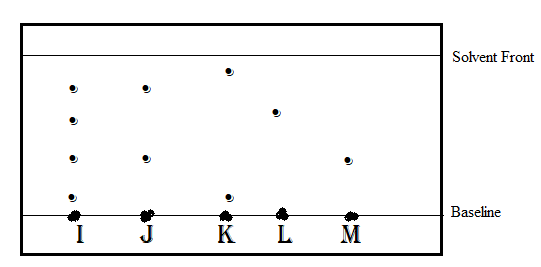 Solvent Front
Baseline
I J K L M